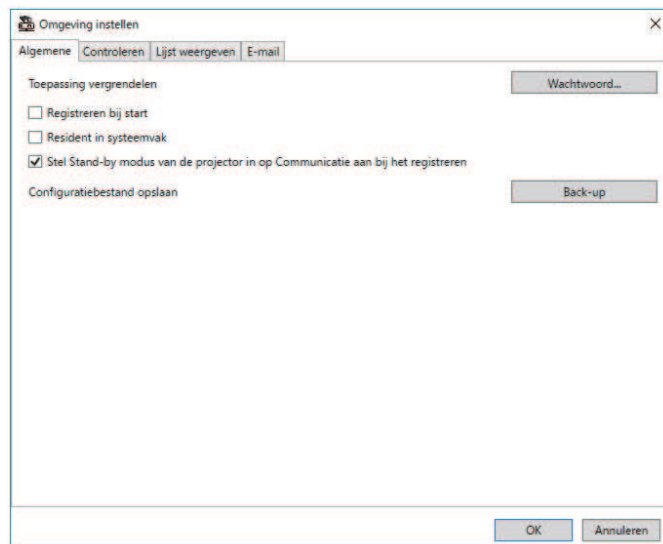 Omgeving instellen
Algemene Controleren Lijst weergeven E-mail
Toepassing vergrendelen Wachtwoord...
Registreren bij start
Resident in systeemvak
Stel Stand-by modus van de projector in op Communicatie aan bij het registreren
Configuratiebestand opslaan Back-up
OK Annuleren